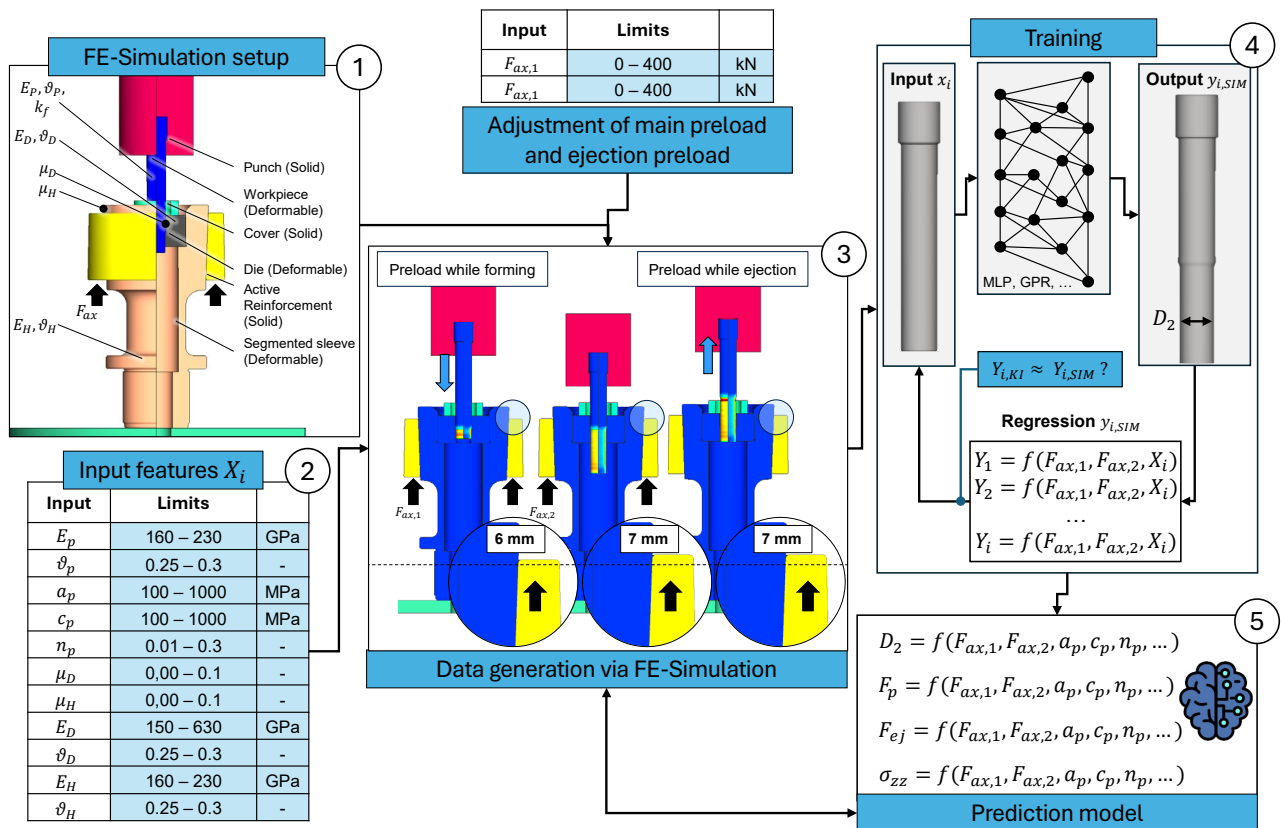 FE-Simulation setup
1
E_P, ϑ_P,
k_f
E_D, ϑ_D
μ_D
μ_H
F_ax
E_H, ϑ_H
Punch (Solid)
Workpiece
(Deformable)
Cover (Solid)
Die (Deformable)
Active
Reinforcement
(Solid)
Segmented sleeve
(Deformable)
Input Limits
F_ax,1 0 – 400 kN
F_ax,1 0 – 400 kN
Adjustment of main preload
and ejection preload
Input features X_i
2
Input Limits
E_p 160 – 230 GPa
ϑ_p 0.25 – 0.3 -
a_p 100 – 1000 MPa
c_p 100 – 1000 MPa
n_p 0.01 – 0.3 -
μ_D 0,00 – 0.1 -
μ_H 0,00 – 0.1 -
E_D 150 – 630 GPa
ϑ_D 0.25 – 0.3 -
E_H 160 – 230 GPa
ϑ_H 0.25 – 0.3 -
3
Preload while forming
Preload while ejection
F_ax,1
F_ax,2
6 mm
7 mm
7 mm
Data generation via FE-Simulation
Training
4
Input x_i
MLP, GPR, ...
Output y_i,SIM
D_2
Y_i,KI ≈ Y_i,SIM ?
Regression y_i,SIM
Y_1 = f(F_ax,1, F_ax,2, X_i)
Y_2 = f(F_ax,1, F_ax,2, X_i)
...
Y_i = f(F_ax,1, F_ax,2, X_i)
5
D_2 = f(F_ax,1, F_ax,2, a_p, c_p, n_p, ...)
F_p = f(F_ax,1, F_ax,2, a_p, c_p, n_p, ...)
F_ej = f(F_ax,1, F_ax,2, a_p, c_p, n_p, ...)
σ_zz = f(F_ax,1, F_ax,2, a_p, c_p, n_p, ...)
Prediction model